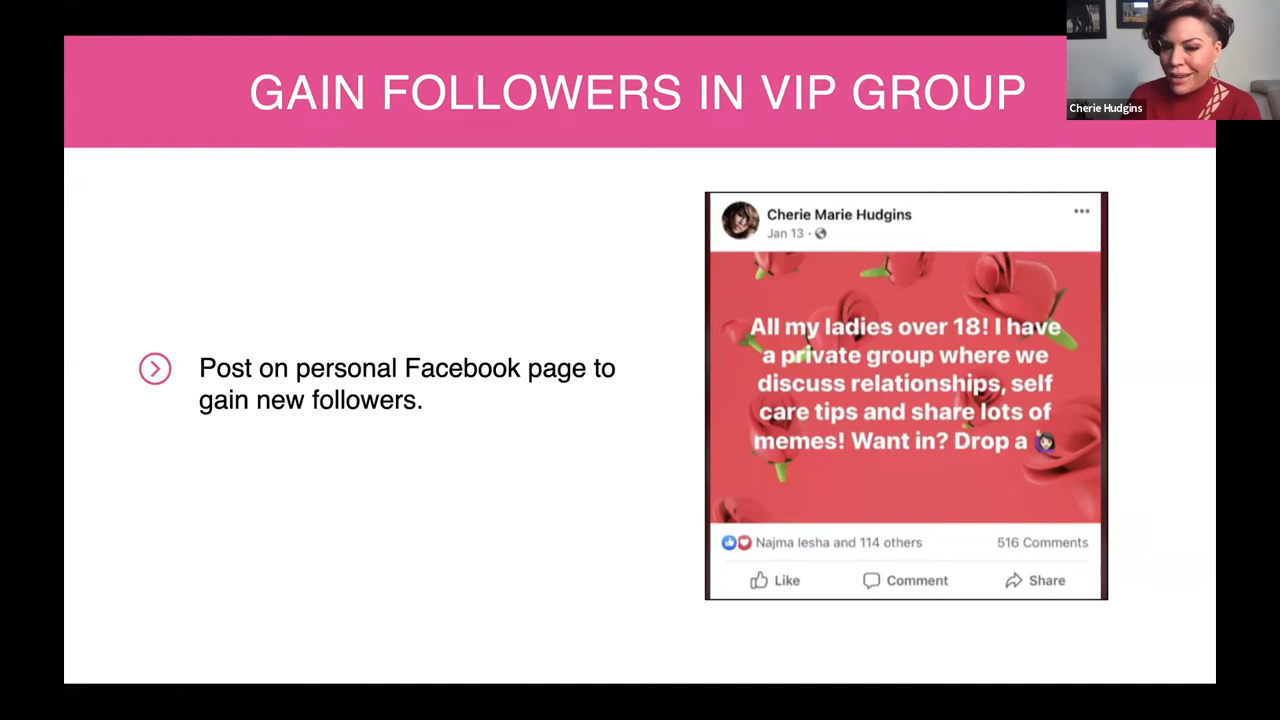 GAIN FOLLOWERS IN VIP GROUP
Cherie Hudgins
Post on personal Facebook page to
gain new followers.
Cherie Marie Hudgins
Jan 13 ·
All my ladies over 18! I have
a private group where we
discuss relationships, self
care tips and share lots of
memes! Want in? Drop a 🙋🏻‍♀️
Najma Iesha and 114 others
516 Comments
Like
Comment
Share